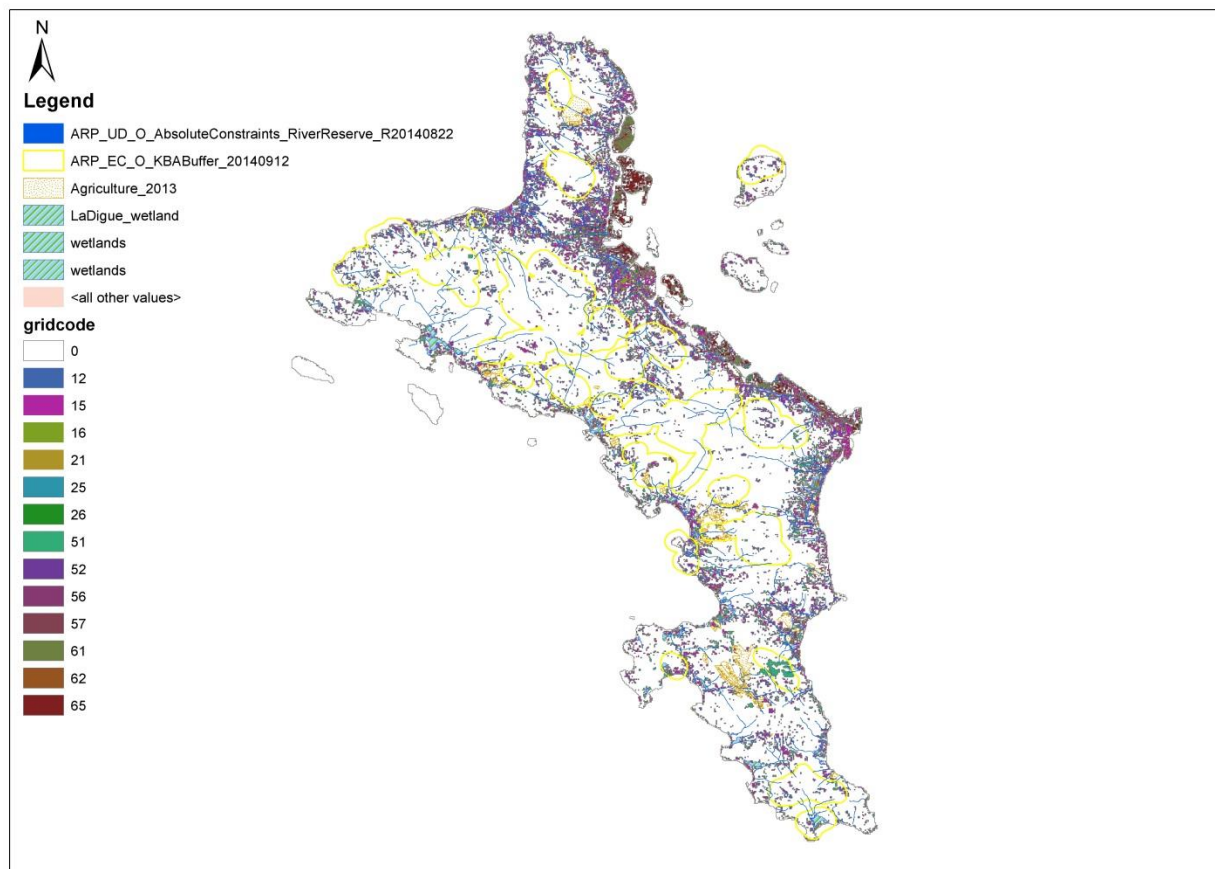 N
Legend
ARP_UD_O_AbsoluteConstraints_RiverReserve_R20140822
ARP_EC_O_KBABuffer_20140912
Agriculture_2013
LaDigue_wetland
wetlands
wetlands
<all other values>
gridcode
0
12
15
16
21
25
26
51
52
56
57
61
62
65